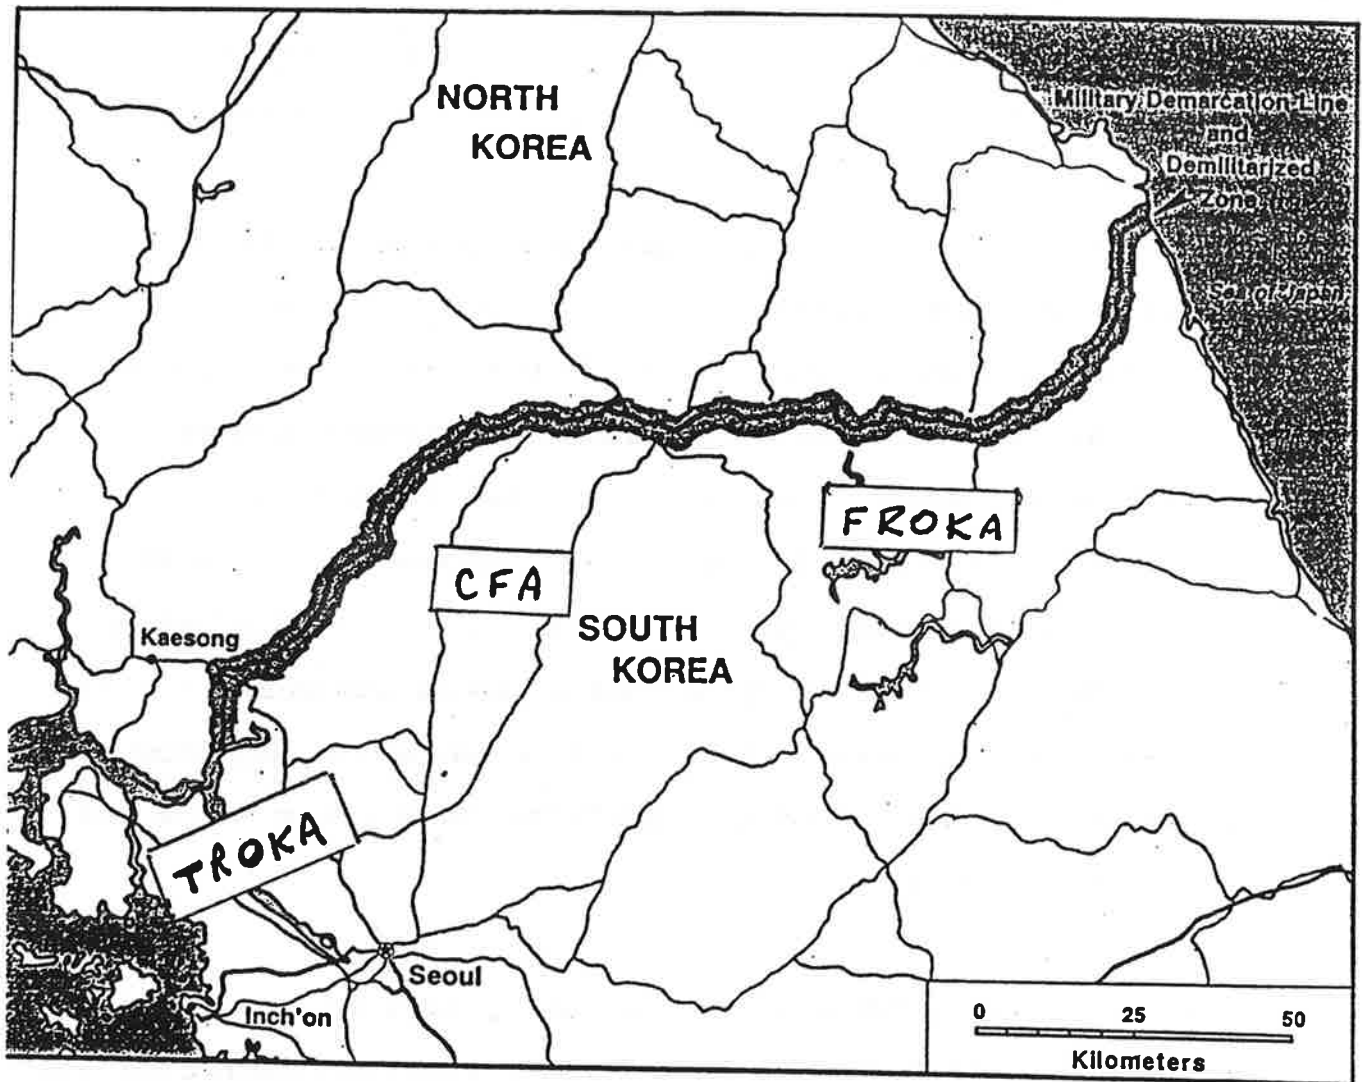 NORTH
KOREA
Military Demarcation Line
and
Demilitarized
Zone
Sea of Japan
FROKA
CFA
SOUTH
KOREA
Kaesong
TROKA
Seoul
Inch'on
0 25 50
Kilometers